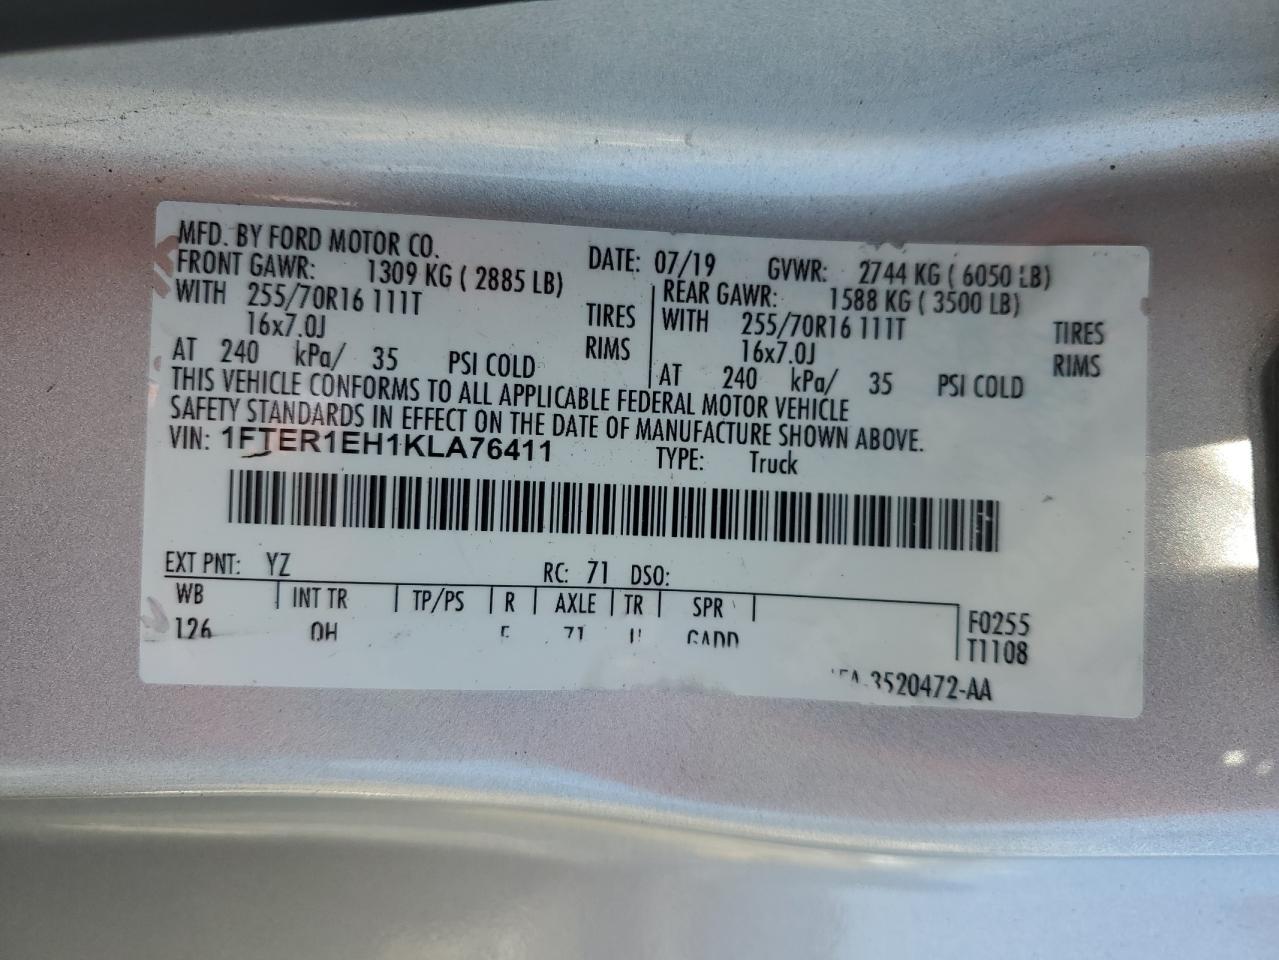 MFD. BY FORD MOTOR CO. DATE: 07/19 GVWR: 2744 KG ( 6050 LB)
FRONT GAWR: 1309 KG ( 2885 LB) REAR GAWR: 1588 KG ( 3500 LB)
WITH 255/70R16 111T TIRES WITH 255/70R16 111T TIRES
16x7.0J RIMS 16x7.0J RIMS
AT 240 kPa/ 35 PSI COLD AT 240 kPa/ 35 PSI COLD
THIS VEHICLE CONFORMS TO ALL APPLICABLE FEDERAL MOTOR VEHICLE
SAFETY STANDARDS IN EFFECT ON THE DATE OF MANUFACTURE SHOWN ABOVE.
VIN: 1FTER1EH1KLA76411 TYPE: Truck
EXT PNT: YZ RC: 71 DSO:
WB INT TR TP/PS R AXLE TR SPR F0255
126 71 T1108